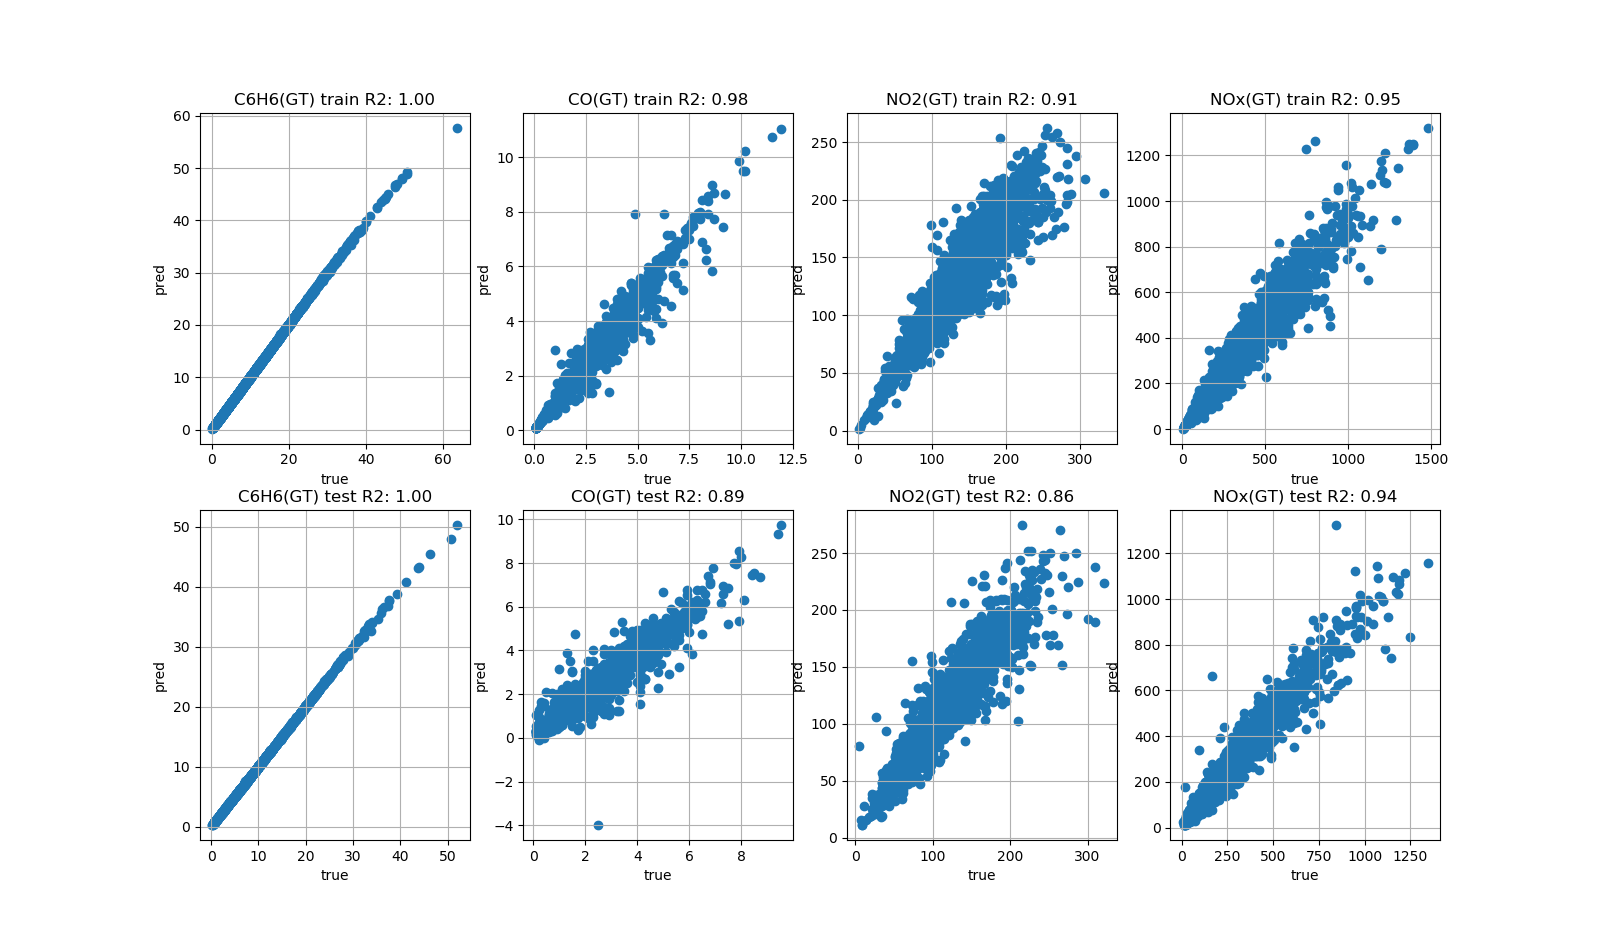 C6H6(GT) train R2: 1.00
60
50
40
30
20
10
0
pred
0 20 40 60
true
CO(GT) train R2: 0.98
10
8
6
4
2
0
pred
0.0 2.5 5.0 7.5 10.0 12.5
true
NO2(GT) train R2: 0.91
250
200
150
100
50
0
pred
0 100 200 300
true
NOx(GT) train R2: 0.95
1200
1000
800
600
400
200
0
pred
0 500 1000 1500
true
C6H6(GT) test R2: 1.00
50
40
30
20
10
0
pred
0 10 20 30 40 50
true
CO(GT) test R2: 0.89
10
8
6
4
2
0
−2
−4
pred
0 2 4 6 8
true
NO2(GT) test R2: 0.86
250
200
150
100
50
0
pred
0 100 200 300
true
NOx(GT) test R2: 0.94
1200
1000
800
600
400
200
0
pred
0 250 500 750 1000 1250
true